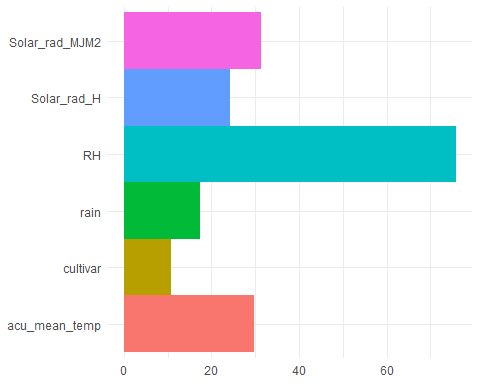 Solar_rad_MJM2
Solar_rad_H
RH
rain
cultivar
acu_mean_temp
0 20 40 60